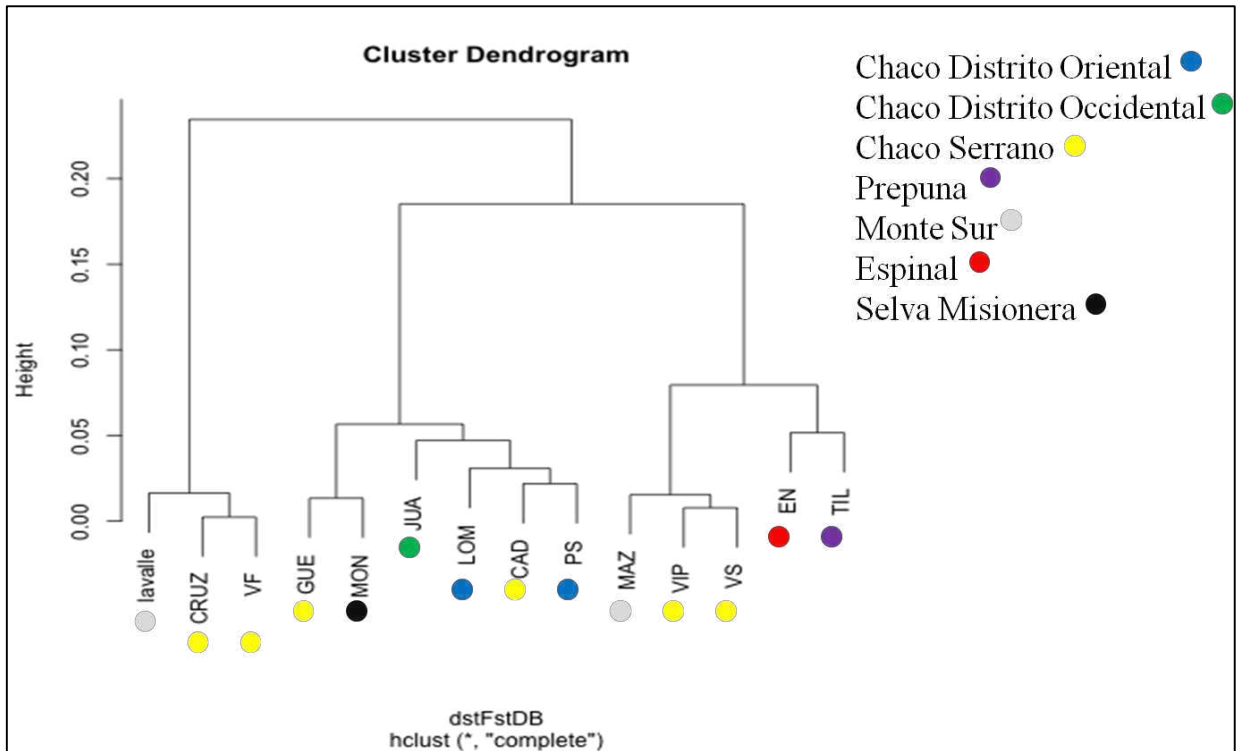 Cluster Dendrogram
Chaco Distrito Oriental
Chaco Distrito Occidental
Chaco Serrano
Prepuna
Monte Sur
Espinal
Selva Misionera
Height
0.20
0.15
0.10
0.05
0.00
lavalle
CRUZ
VF
GUE
MON
JUA
LOM
CAD
PS
MAZ
VIP
VS
EN
TIL
dstFstDB
hclust (*, "complete")